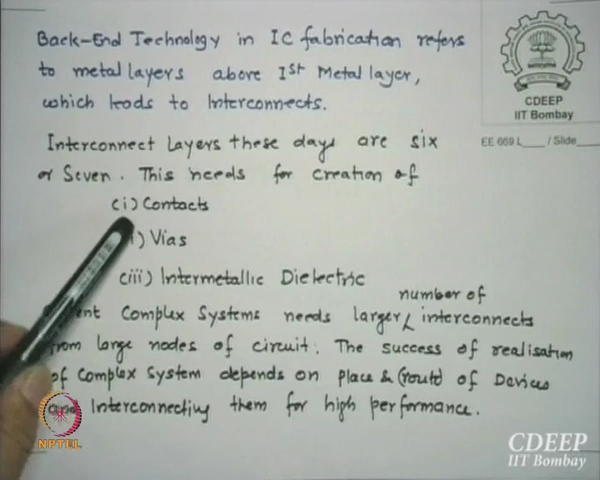 Back-End Technology in IC fabrication refers
to metal layers above 1st Metal layer,
which leads to Interconnects.
CDEEP
IIT Bombay
EE 669 L____ / Slide____
Interconnect Layers these days are six
or Seven. This needs for creation of
(i) Contacts
i) Vias
(iii) Intermetallic Dielectric
number of
nt Complex Systems needs larger interconnects
from large nodes of circuit. The success of realisation
of Complex System depends on Place & (route) of Devices
Interconnecting them for high performance.
NPTEL
CDEEP
IIT Bombay